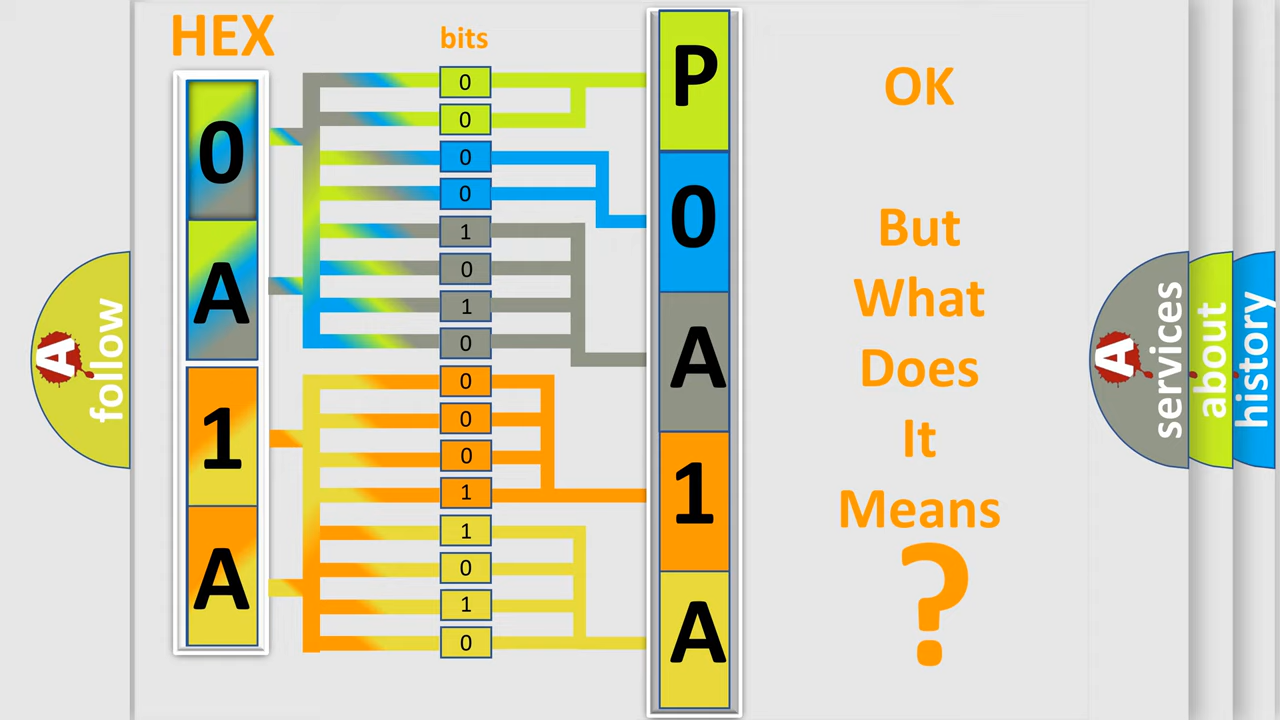 HEX
bits
0
A
1
A
0
0
0
0
1
0
1
0
0
0
0
1
1
0
1
0
P
0
A
1
A
OK
But
What
Does
It
Means
?
A
follow
A
services
about
history